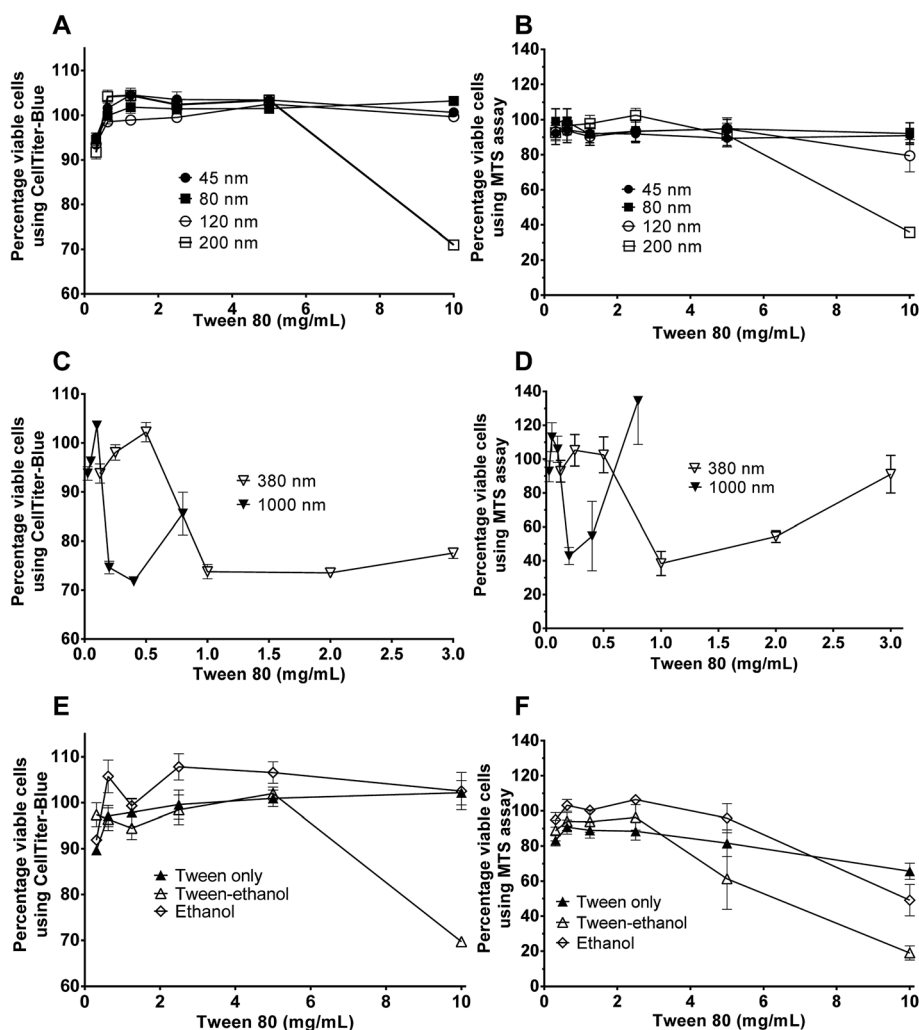 A
Percentage viable cells
using CellTiter-Blue
110
100
90
80
70
60
45 nm
80 nm
120 nm
200 nm
0 2 4 6 8 10
Tween 80 (mg/mL)
B
Percentage viable cells
using MTS assay
140
120
100
80
60
40
20
0
45 nm
80 nm
120 nm
200 nm
0 2 4 6 8 10
Tween 80 (mg/mL)
C
Percentage viable cells
using CellTiter-Blue
110
100
90
80
70
60
380 nm
1000 nm
0.0 0.5 1.0 1.5 2.0 2.5 3.0
Tween 80 (mg/mL)
D
Percentage viable cells
using MTS assay
140
120
100
80
60
40
20
0
380 nm
1000 nm
0.0 0.5 1.0 1.5 2.0 2.5 3.0
Tween 80 (mg/mL)
E
Percentage viable cells
using CellTiter-Blue
110
100
90
80
70
60
Tween only
Tween-ethanol
Ethanol
0 2 4 6 8 10
Tween 80 (mg/mL)
F
Percentage viable cells
using MTS assay
140
120
100
80
60
40
20
0
Tween only
Tween-ethanol
Ethanol
0 2 4 6 8 10
Tween 80 (mg/mL)